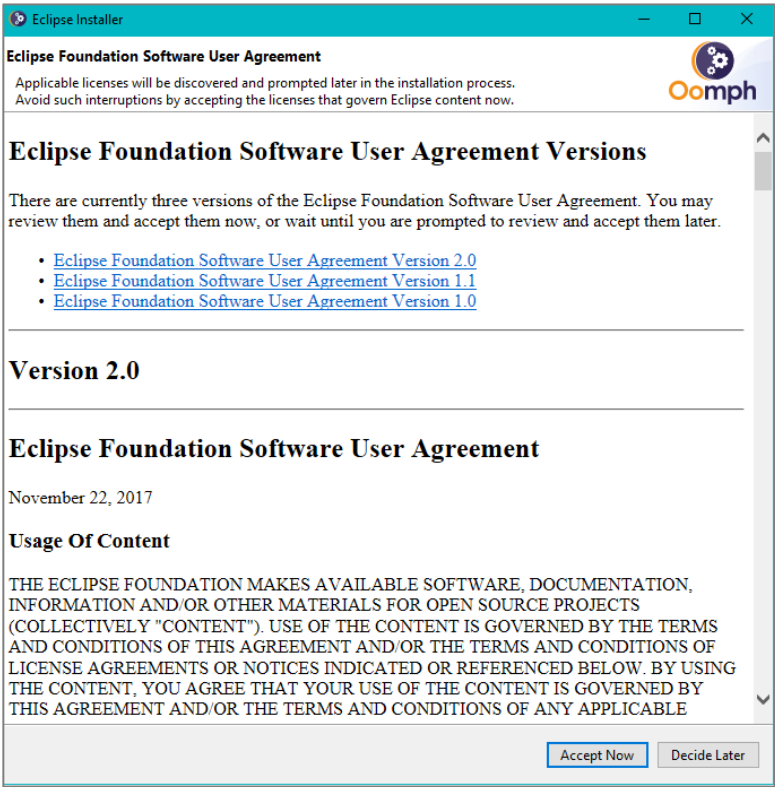 Eclipse Installer
Eclipse Foundation Software User Agreement
Applicable licenses will be discovered and prompted later in the installation process.
Avoid such interruptions by accepting the licenses that govern Eclipse content now.
Oomph
Eclipse Foundation Software User Agreement Versions
There are currently three versions of the Eclipse Foundation Software User Agreement. You may
review them and accept them now, or wait until you are prompted to review and accept them later.
• Eclipse Foundation Software User Agreement Version 2.0
• Eclipse Foundation Software User Agreement Version 1.1
• Eclipse Foundation Software User Agreement Version 1.0
Version 2.0
Eclipse Foundation Software User Agreement
November 22, 2017
Usage Of Content
THE ECLIPSE FOUNDATION MAKES AVAILABLE SOFTWARE, DOCUMENTATION,
INFORMATION AND/OR OTHER MATERIALS FOR OPEN SOURCE PROJECTS
(COLLECTIVELY "CONTENT"). USE OF THE CONTENT IS GOVERNED BY THE TERMS
AND CONDITIONS OF THIS AGREEMENT AND/OR THE TERMS AND CONDITIONS OF
LICENSE AGREEMENTS OR NOTICES INDICATED OR REFERENCED BELOW. BY USING
THE CONTENT, YOU AGREE THAT YOUR USE OF THE CONTENT IS GOVERNED BY
THIS AGREEMENT AND/OR THE TERMS AND CONDITIONS OF ANY APPLICABLE
Accept Now
Decide Later